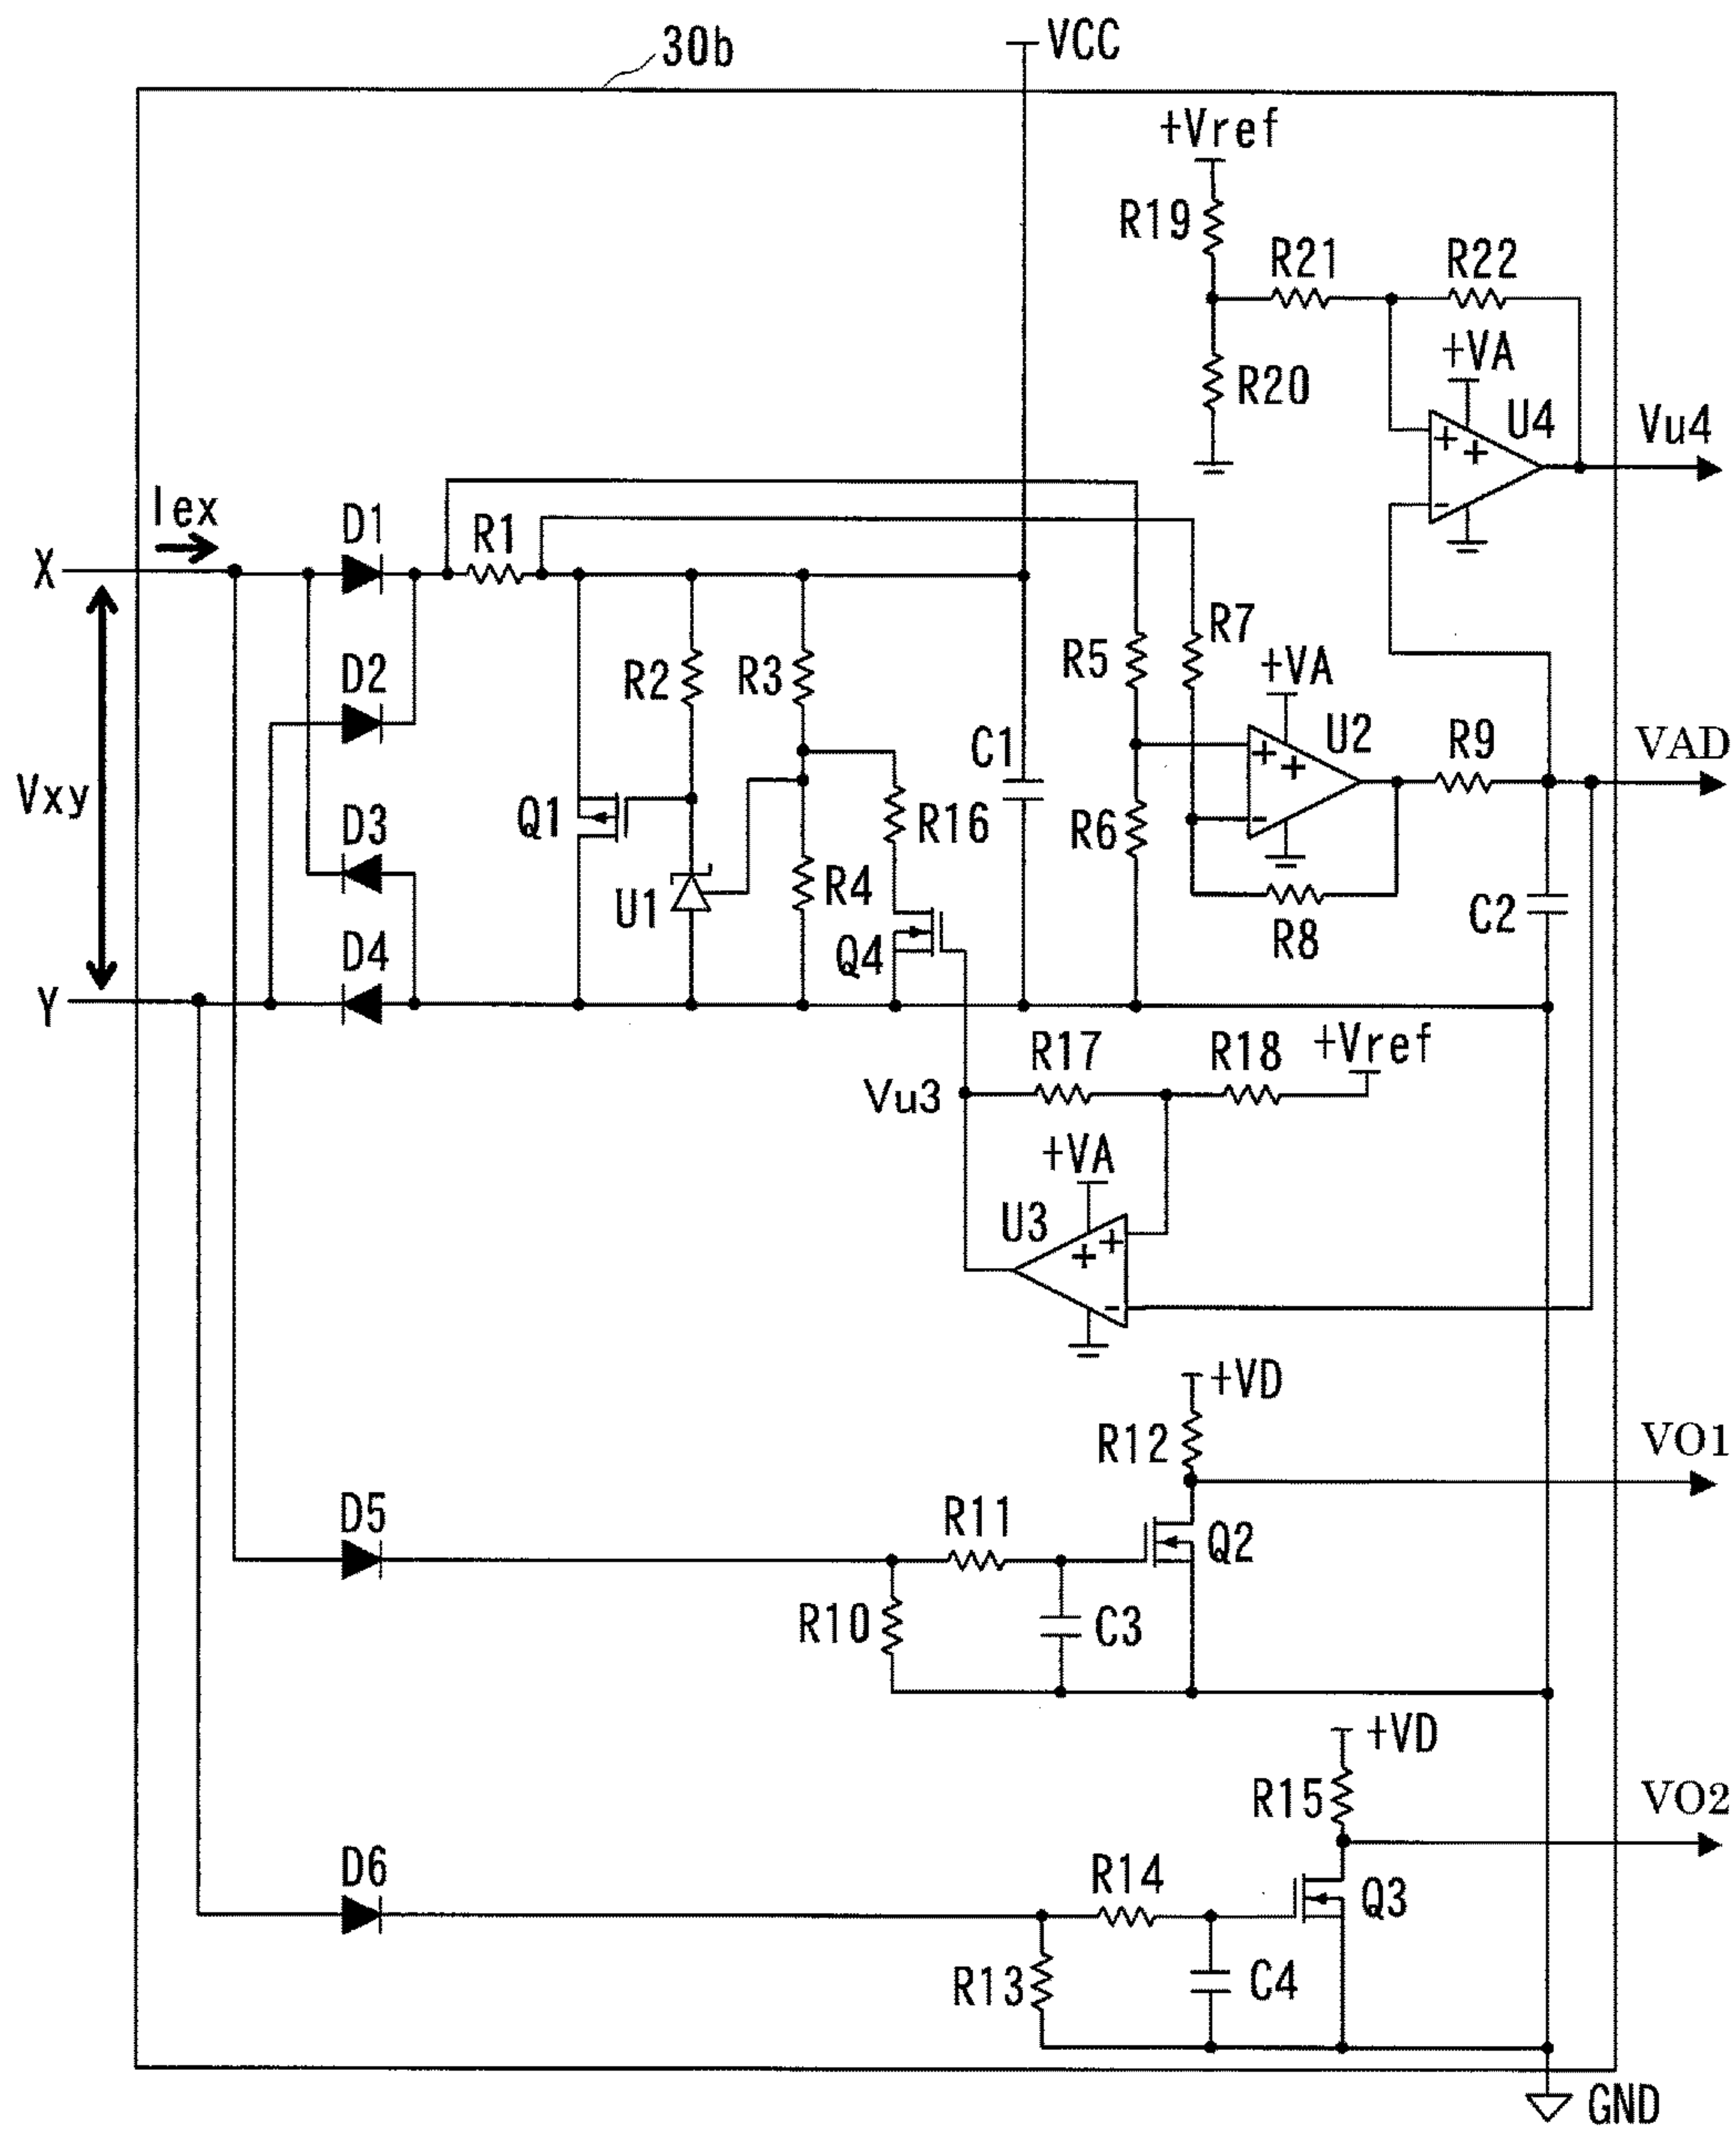 30b
VCC
+Vref
R19
R21
R22
+VA
R20
U4
Vu4
+
+
-
Iex
D1
R1
X
R7
D2
R5
R2
R3
+VA
U2
R9
VAD
C1
+
+
-
Vxy
Q1
R16
R6
D3
U1
R4
C2
R8
D4
Q4
Y
R17
R18
+Vref
Vu3
+VA
U3
+
+
-
+VD
R12
VO1
D5
R11
Q2
R10
C3
+VD
R15
VO2
D6
R14
Q3
R13
C4
GND